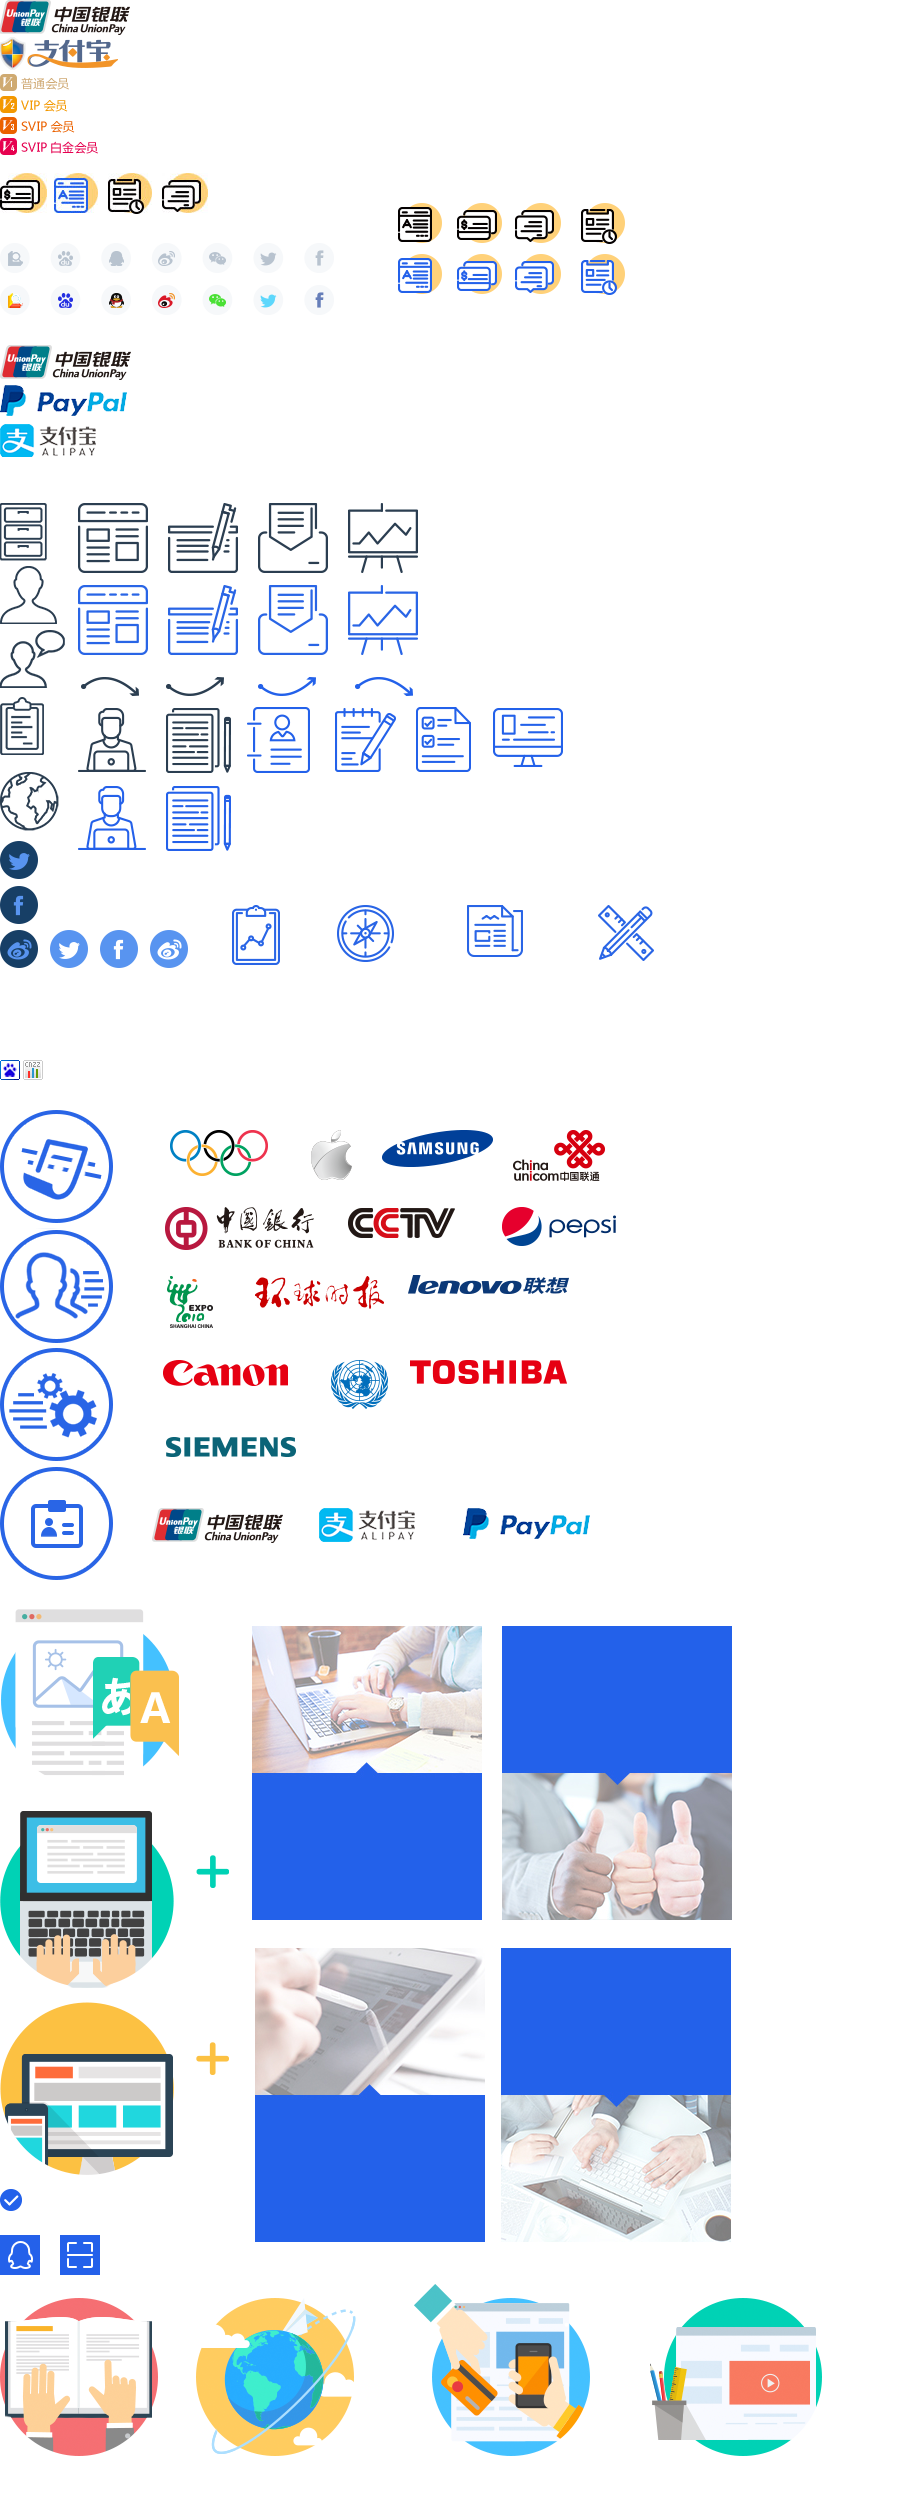 UnionPay
银联
中国银联
China UnionPay
支付宝
V1 普通会员
V2 VIP 会员
V3 SVIP 会员
V4 SVIP 白金会员
UnionPay
银联
中国银联
China UnionPay
PayPal
支 支付宝
ALIPAY
CNZZ
SAMSUNG
China
unicom中国联通
中國銀行
BANK OF CHINA
CCTV
pepsi
EXPO
2010
SHANGHAI CHINA
环球时报
lenovo联想
Canon
TOSHIBA
SIEMENS
UnionPay
银联
中国银联
China UnionPay
支 支付宝
ALIPAY
PayPal
あ
A